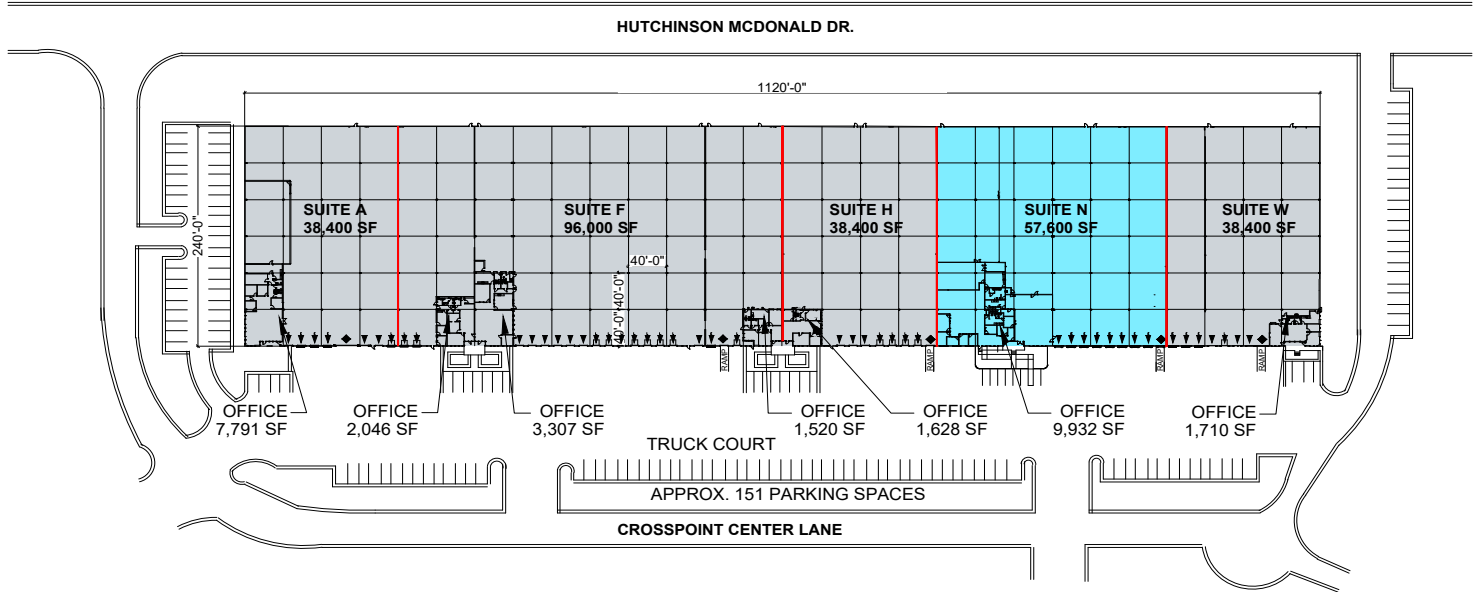 HUTCHINSON MCDONALD DR.
1120'-0"
240'-0"
SUITE A
38,400 SF
SUITE F
96,000 SF
SUITE H
38,400 SF
SUITE N
57,600 SF
SUITE W
38,400 SF
40'-0"
40'-0"
40'-0"
RAMP
RAMP
RAMP
RAMP
OFFICE
7,791 SF
OFFICE
2,046 SF
OFFICE
3,307 SF
OFFICE
1,520 SF
OFFICE
1,628 SF
OFFICE
9,932 SF
OFFICE
1,710 SF
TRUCK COURT
APPROX. 151 PARKING SPACES
CROSSPOINT CENTER LANE